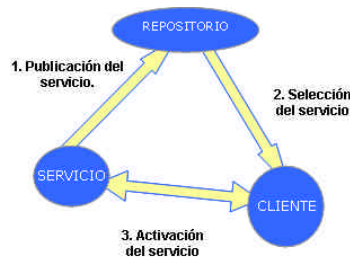 REPOSITORIO
1. Publicación del
servicio.
2. Selección
del servicio
SERVICIO
CLIENTE
3. Activación
del servicio